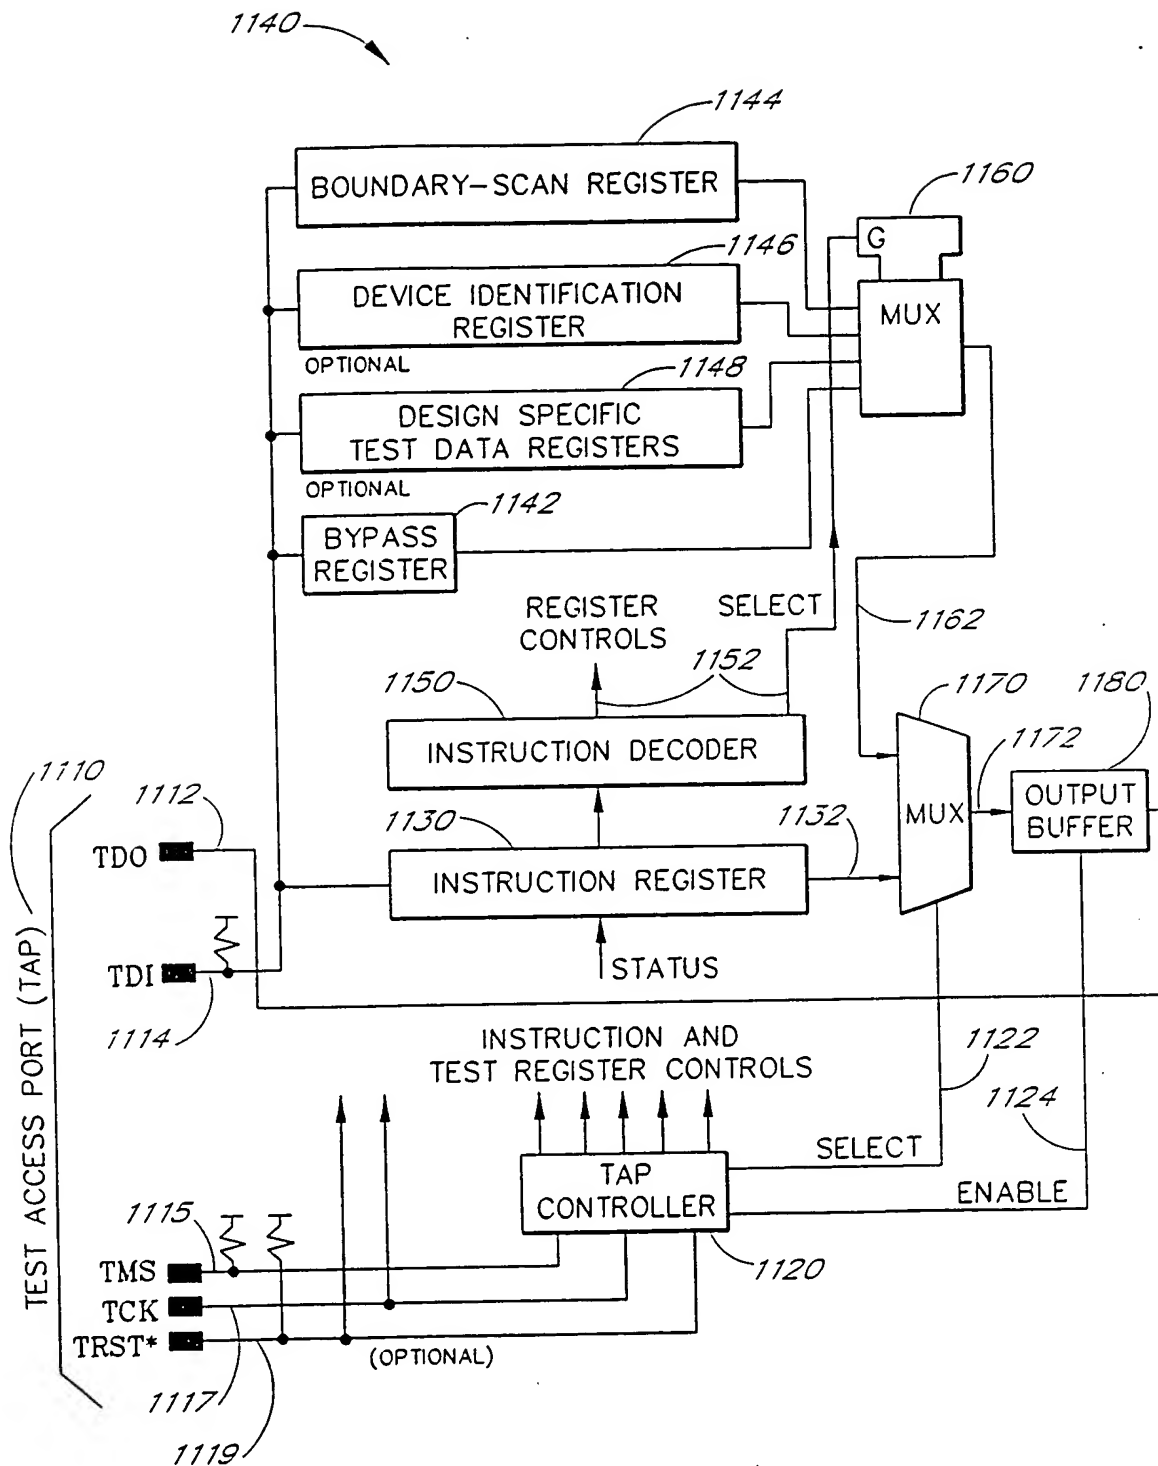 1140
1144
BOUNDARY-SCAN REGISTER
1160
G
1146
DEVICE IDENTIFICATION
REGISTER
MUX
OPTIONAL
1148
DESIGN SPECIFIC
TEST DATA REGISTERS
OPTIONAL
1142
BYPASS
REGISTER
REGISTER
CONTROLS
SELECT
1162
1152
1150
1170
1180
INSTRUCTION DECODER
1172
1110
1112
1130
1132
MUX
OUTPUT
BUFFER
TDO
INSTRUCTION REGISTER
TDI
STATUS
1114
TEST ACCESS PORT (TAP)
INSTRUCTION AND
TEST REGISTER CONTROLS
1122
1124
SELECT
TAP
CONTROLLER
ENABLE
1115
TMS
1120
TCK
TRST*
(OPTIONAL)
1117
1119